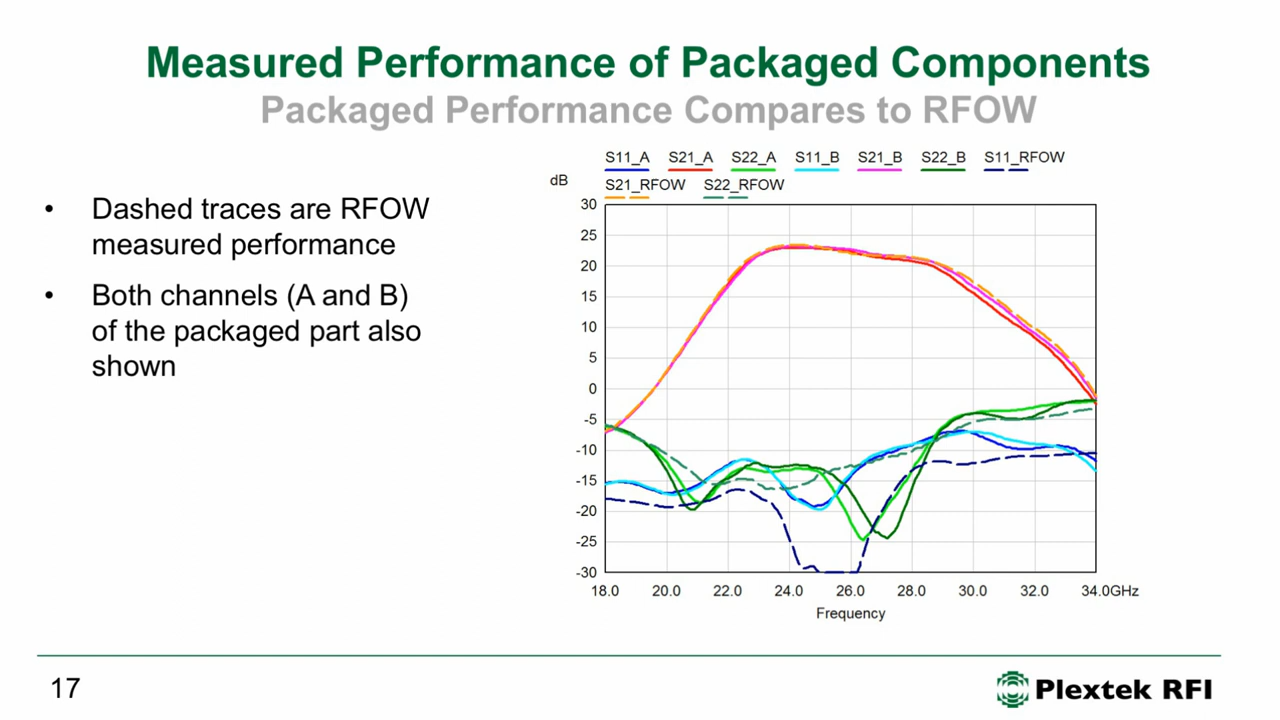 Measured Performance of Packaged Components
Packaged Performance Compares to RFOW
• Dashed traces are RFOW
measured performance
• Both channels (A and B)
of the packaged part also
shown
S11_A S21_A S22_A S11_B S21_B S22_B S11_RFOW
dB S21_RFOW S22_RFOW
30
25
20
15
10
5
0
-5
-10
-15
-20
-25
-30
18.0 20.0 22.0 24.0 26.0 28.0 30.0 32.0 34.0GHz
Frequency
17
Plextek RFI